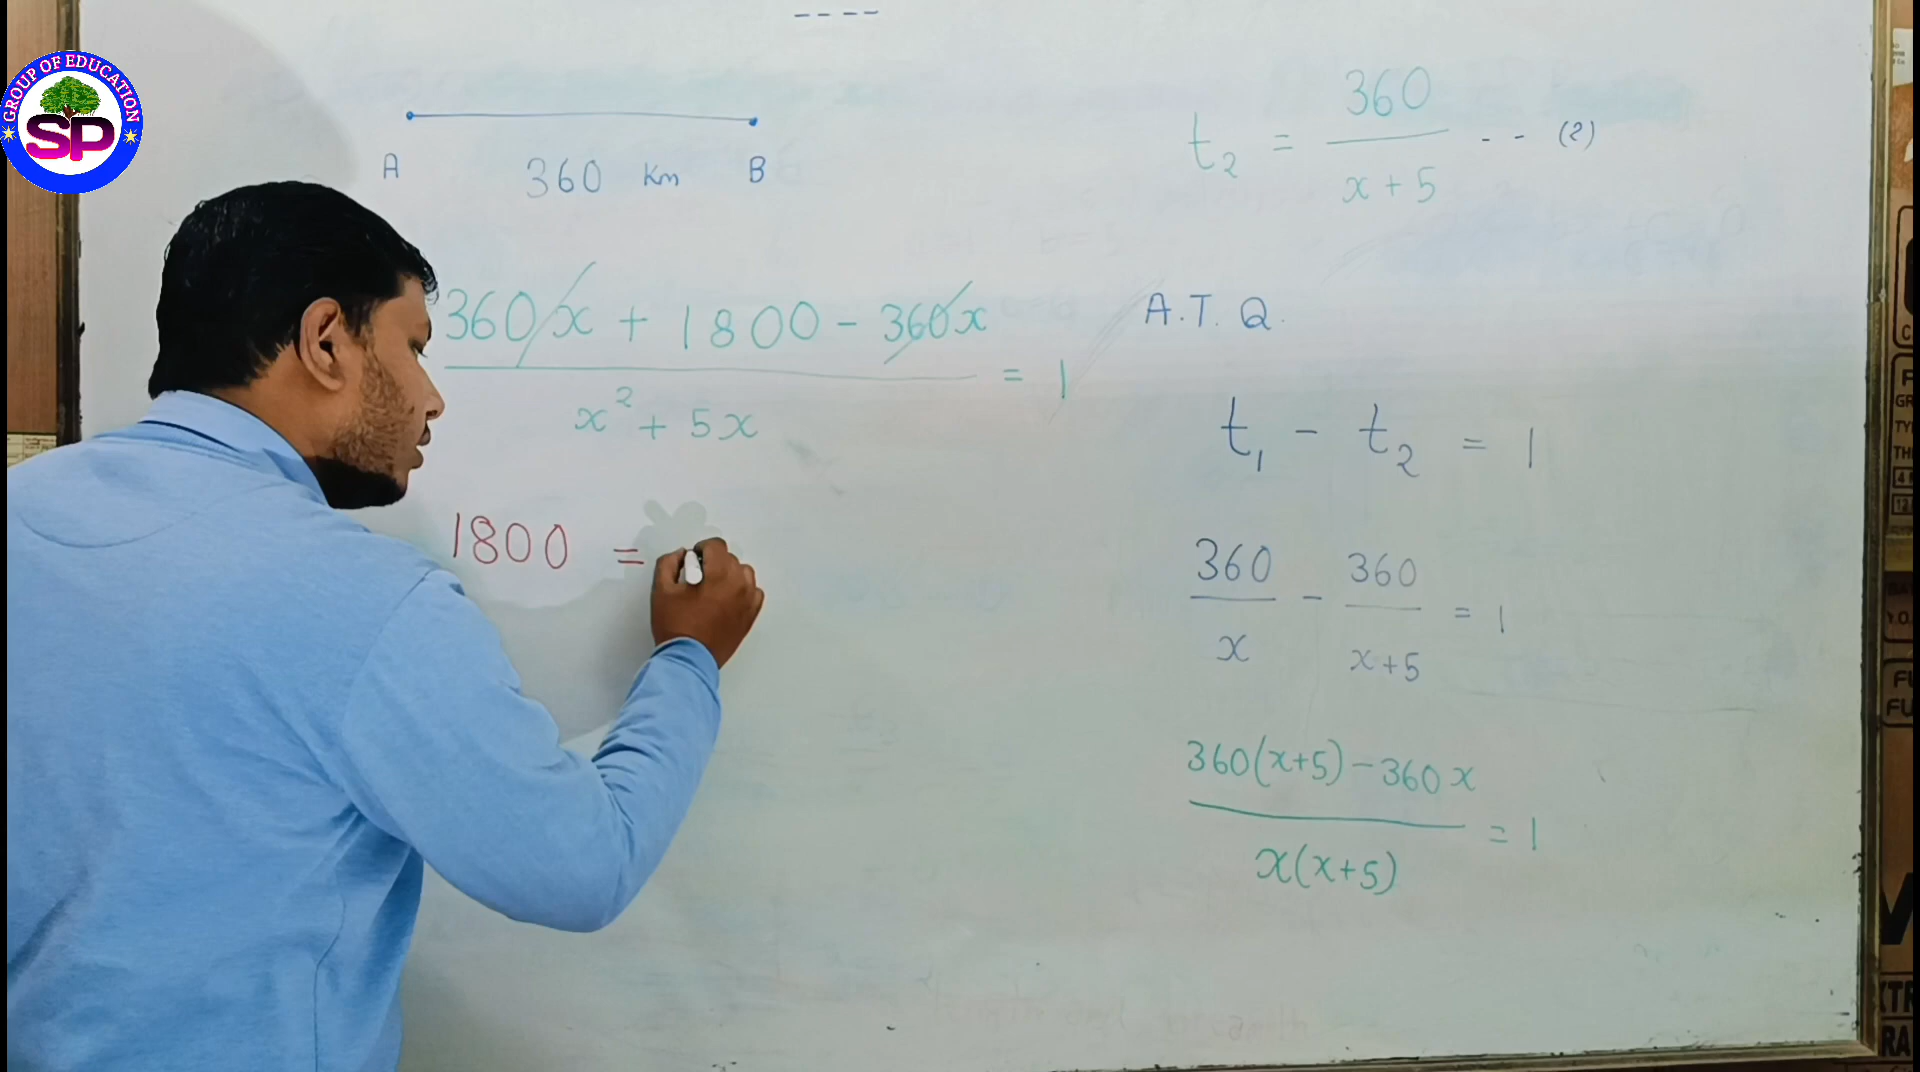 GROUP OF EDUCATION
SP
----
A 360 Km B
360x + 1800 - 360x
x² + 5x
= 1
1800 =
t₂ = 360 -- (2)
x + 5
A.T.Q.
t₁ - t₂ = 1
360 - 360 = 1
x x+5
360(x+5) - 360x
= 1
x(x+5)